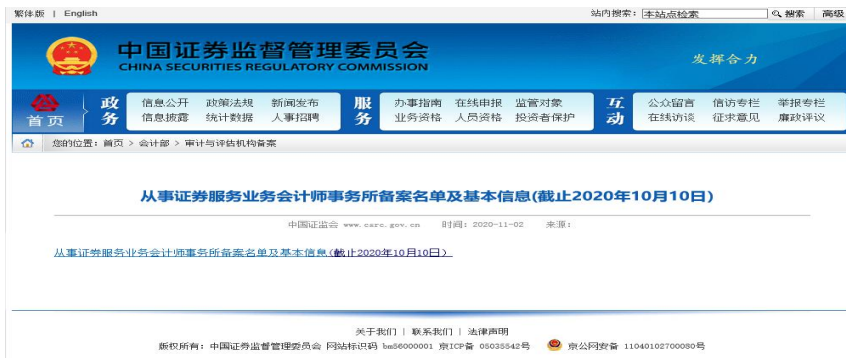 繁体版 | English
站内搜索: 本站点检索 搜索 高级
中国证券监督管理委员会
CHINA SECURITIES REGULATORY COMMISSION
发挥合力
首页
政务
信息公开 政策法规 新闻发布
信息披露 统计数据 人事招聘
服务
办事指南 在线申报 监管对象
业务资格 人员资格 投资者保护
互动
公众留言 信访专栏 举报专栏
在线访谈 征求意见 廉政评议
您的位置: 首页 > 会计部 > 审计与评估机构备案
从事证券服务业务会计师事务所备案名单及基本信息(截止2020年10月10日)
中国证监会 www.csrc.gov.cn 时间: 2020-11-02 来源:
从事证券服务业务会计师事务所备案名单及基本信息(截止2020年10月10日)
关于我们 | 联系我们 | 法律声明
版权所有: 中国证券监督管理委员会 网站标识码 bm56000001 京ICP备 05035542号 京公网安备 11040102700080号